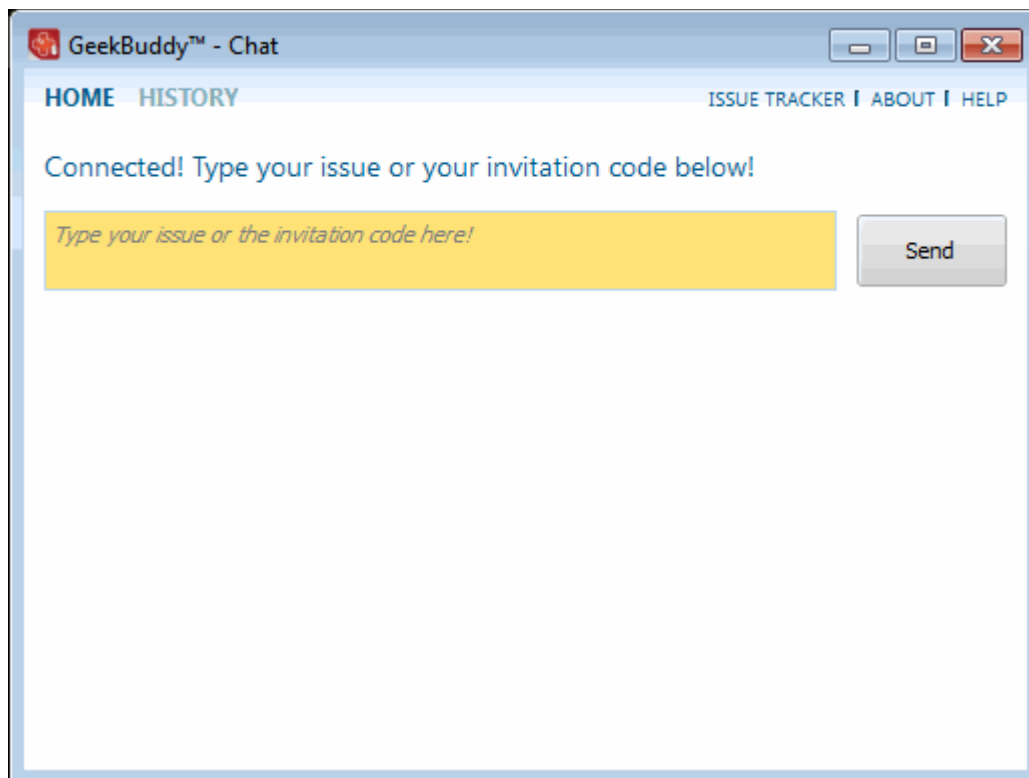 GeekBuddy™ - Chat
HOME HISTORY ISSUE TRACKER | ABOUT | HELP
Connected! Type your issue or your invitation code below!
Type your issue or the invitation code here!
Send